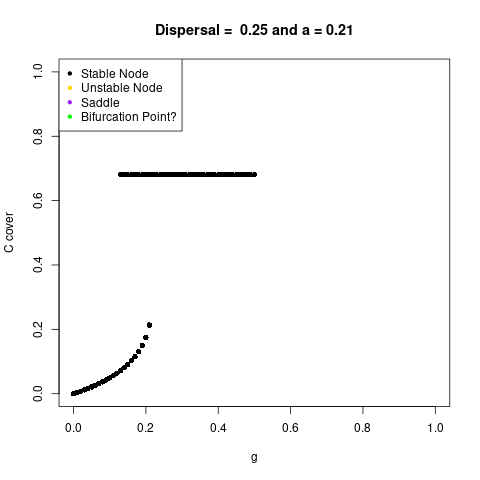 Dispersal =  0.25 and a = 0.21
Stable Node
Unstable Node
Saddle
Bifurcation Point?
C cover
1.0
0.8
0.6
0.4
0.2
0.0
0.0 0.2 0.4 0.6 0.8 1.0
g